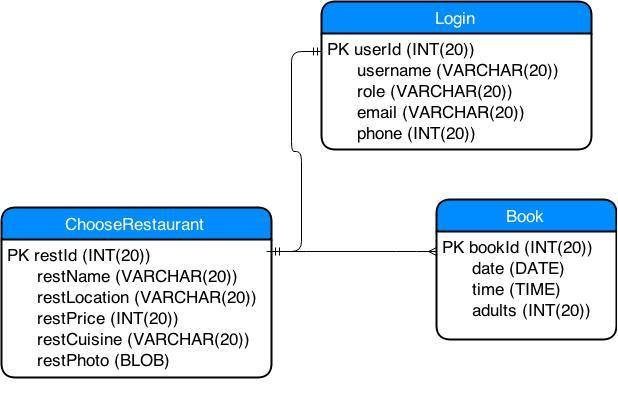 Login
PK userId (INT(20))
username (VARCHAR(20))
role (VARCHAR(20))
email (VARCHAR(20))
phone (INT(20))
ChooseRestaurant
PK restId (INT(20))
restName (VARCHAR(20))
restLocation (VARCHAR(20))
restPrice (INT(20))
restCuisine (VARCHAR(20))
restPhoto (BLOB)
Book
PK bookId (INT(20))
date (DATE)
time (TIME)
adults (INT(20))